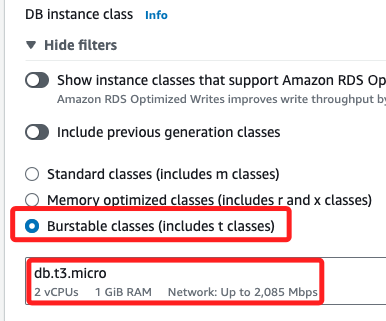 DB instance class Info
▼ Hide filters
Show instance classes that support Amazon RDS Op
Amazon RDS Optimized Writes improves write throughput by
Include previous generation classes
Standard classes (includes m classes)
Memory optimized classes (includes r and x classes)
Burstable classes (includes t classes)
db.t3.micro
2 vCPUs 1 GiB RAM Network: Up to 2,085 Mbps